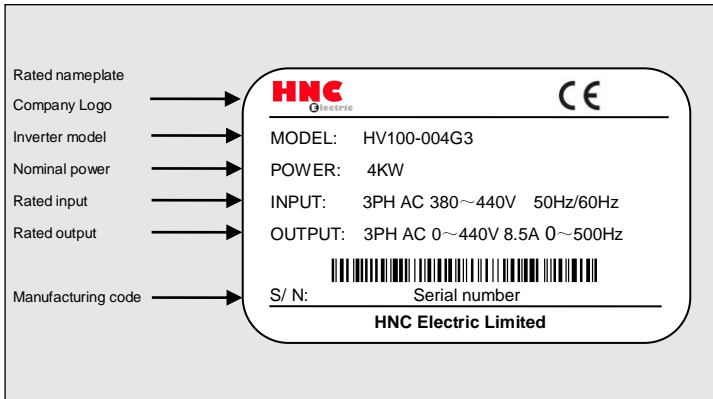 Rated nameplate
Company Logo
HNC
Electric
CE
Inverter model
MODEL: HV100-004G3
Nominal power
POWER: 4KW
Rated input
INPUT: 3PH AC 380～440V 50Hz/60Hz
Rated output
OUTPUT: 3PH AC 0～440V 8.5A 0～500Hz
Manufacturing code
S/ N: Serial number
HNC Electric Limited